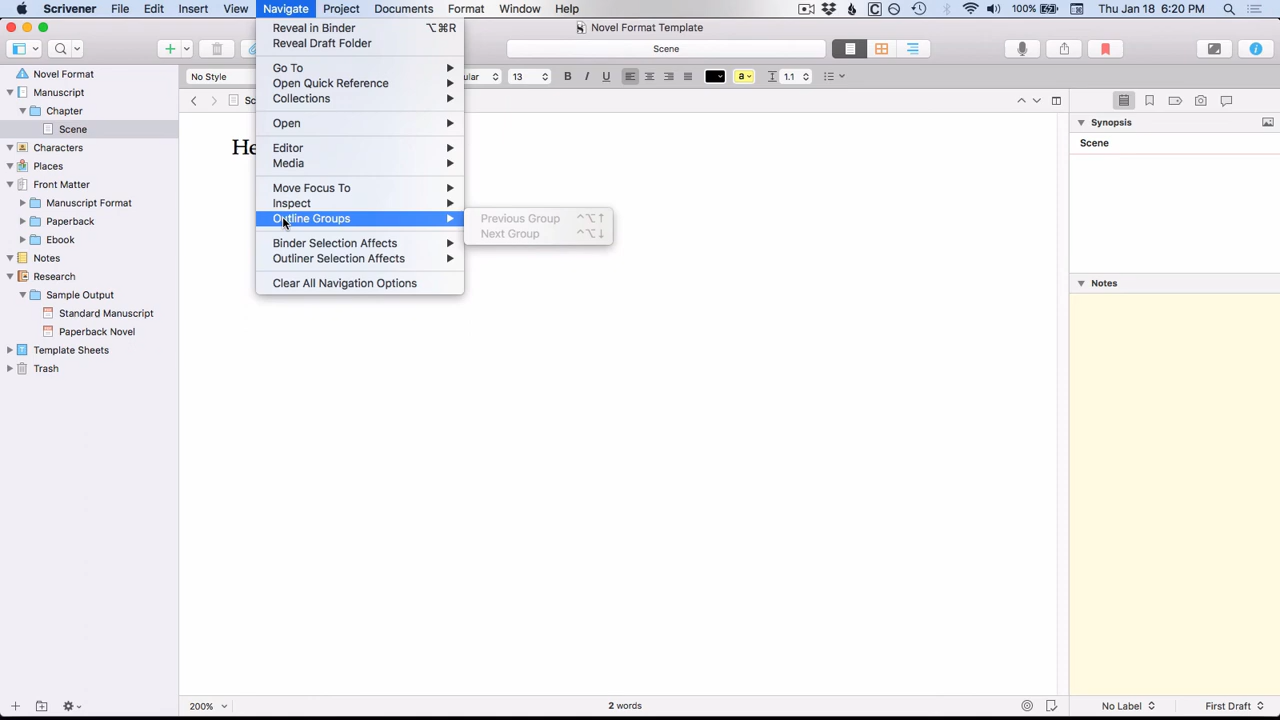 Scrivener File Edit Insert View Navigate Project Documents Format Window Help 100% Thu Jan 18 6:20 PM
Novel Format Template
Scene
No Style
13
B I U
a
1.1
Novel Format
Manuscript
Chapter
Scene
Characters
Places
Front Matter
Manuscript Format
Paperback
Ebook
Notes
Research
Sample Output
Standard Manuscript
Paperback Novel
Template Sheets
Trash
Reveal in Binder ⌥⌘R
Reveal Draft Folder
Go To
Open Quick Reference
Collections
Open
Editor
Media
Move Focus To
Inspect
Outline Groups
Binder Selection Affects
Outliner Selection Affects
Clear All Navigation Options
Previous Group ⌃⌥↑
Next Group ⌃⌥↓
Synopsis
Scene
Notes
200%
2 words
No Label
First Draft